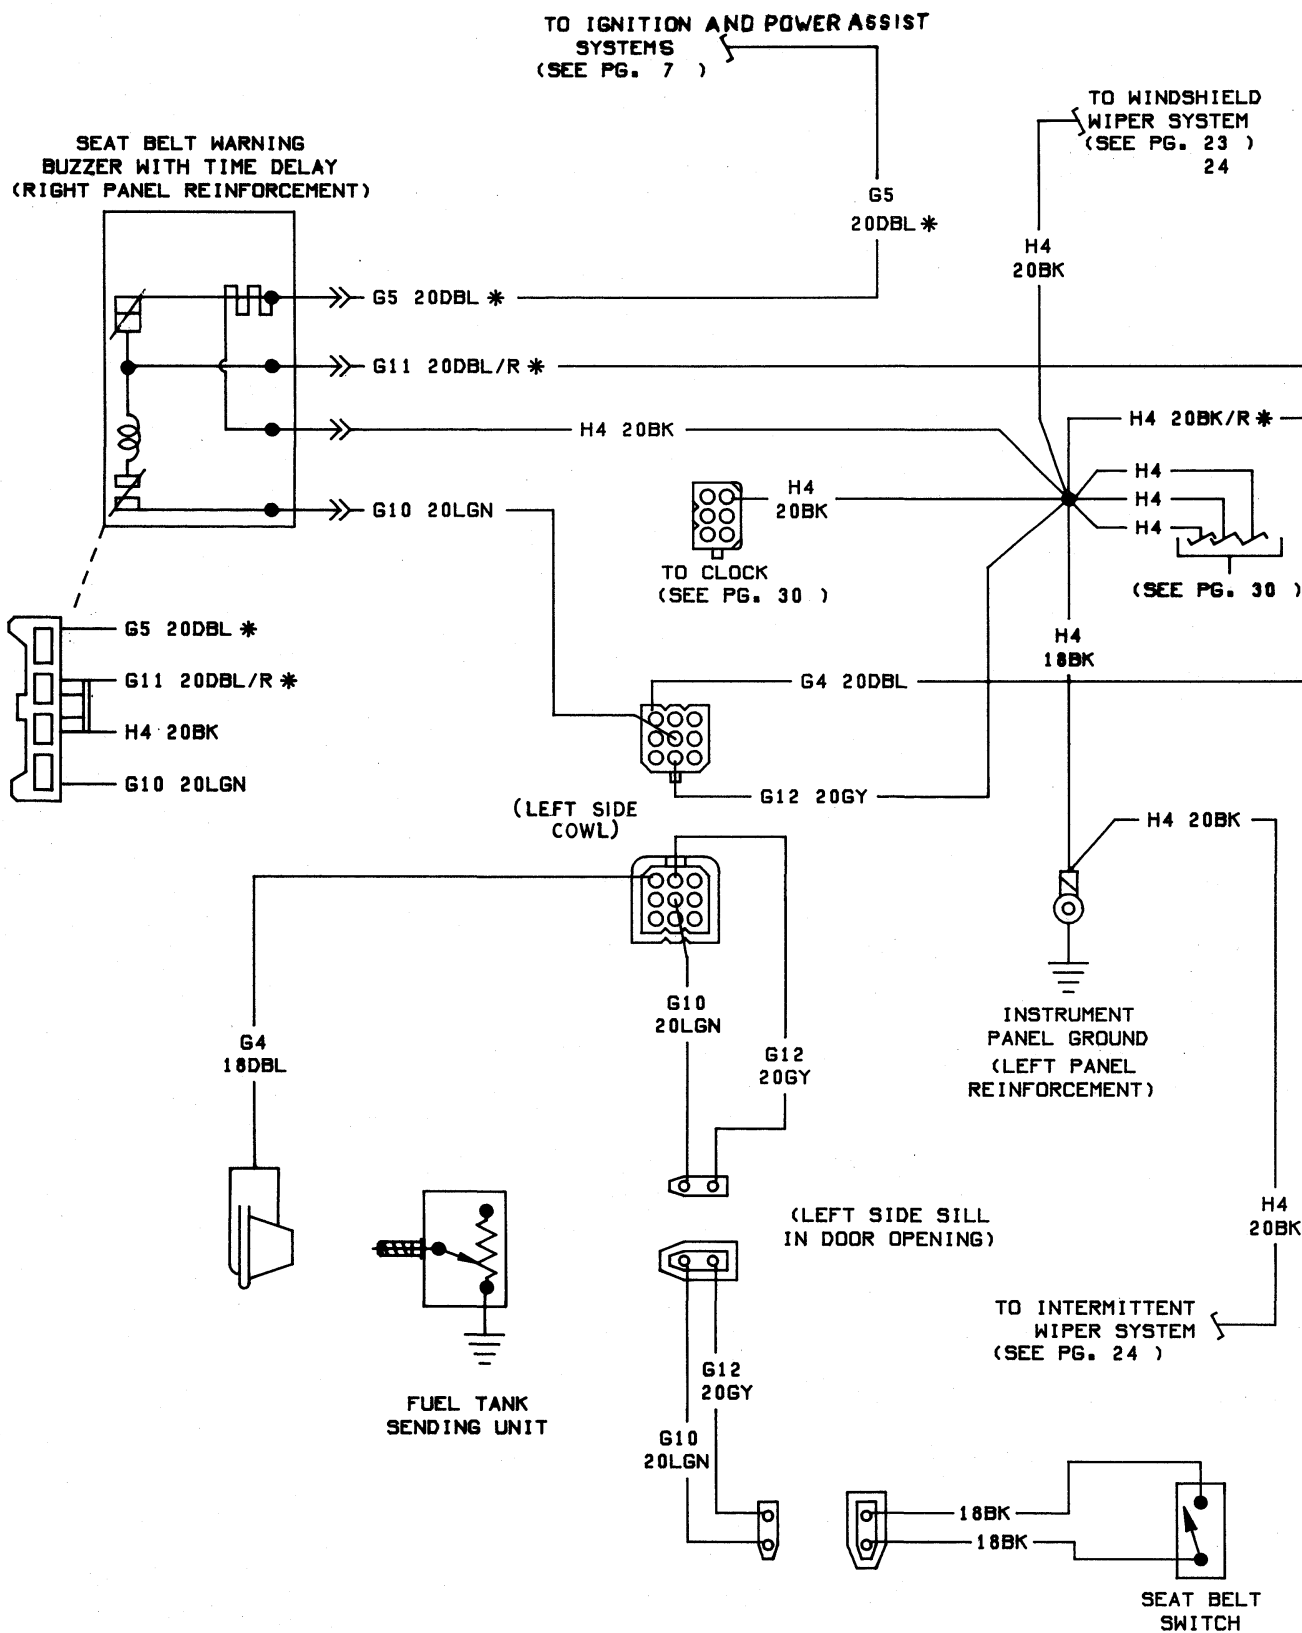 TO IGNITION AND POWER ASSIST
SYSTEMS
(SEE PG. 7 )
TO WINDSHIELD
WIPER SYSTEM
(SEE PG. 23 )
24
SEAT BELT WARNING
BUZZER WITH TIME DELAY
(RIGHT PANEL REINFORCEMENT)
G5
20DBL *
H4
20BK
G5 20DBL *
G11 20DBL/R *
H4 20BK
H4 20BK/R *
H4
H4
H4
G10 20LGN
H4
20BK
TO CLOCK
(SEE PG. 30 )
(SEE PG. 30 )
G5 20DBL *
G11 20DBL/R *
H4 20BK
G10 20LGN
H4
18BK
G4 20DBL
G12 20GY
(LEFT SIDE
COWL)
H4 20BK
G10
20LGN
G4
18DBL
G12
20GY
INSTRUMENT
PANEL GROUND
(LEFT PANEL
REINFORCEMENT)
(LEFT SIDE SILL
IN DOOR OPENING)
H4
20BK
TO INTERMITTENT
WIPER SYSTEM
(SEE PG. 24 )
FUEL TANK
SENDING UNIT
G12
20GY
G10
20LGN
18BK
18BK
SEAT BELT
SWITCH